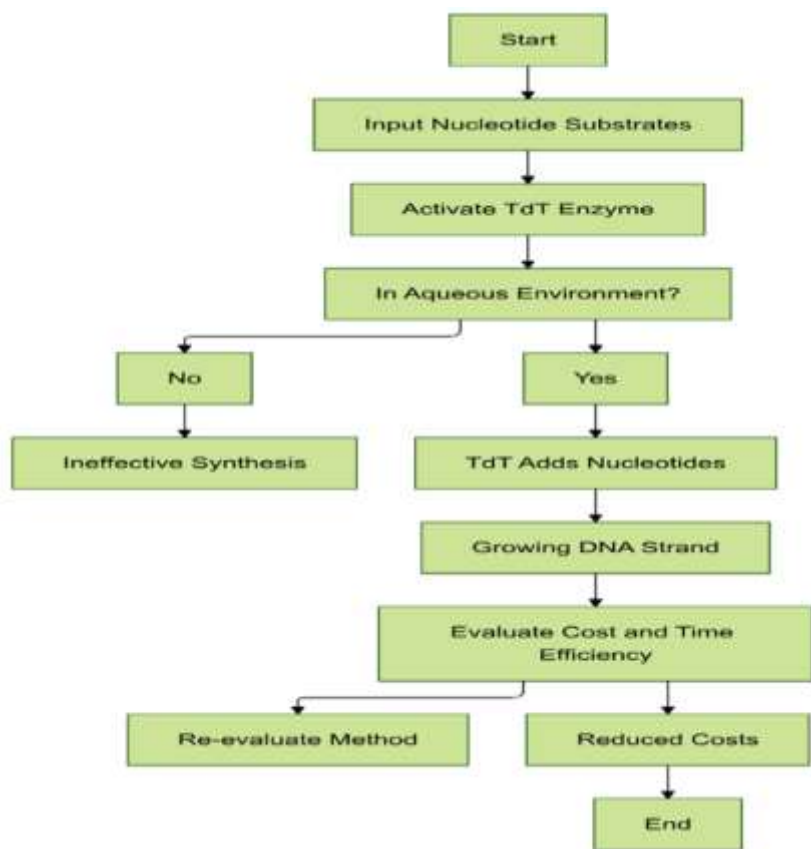 Start
Input Nucleotide Substrates
Activate TdT Enzyme
In Aqueous Environment?
No
Yes
Ineffective Synthesis
TdT Adds Nucleotides
Growing DNA Strand
Evaluate Cost and Time
Efficiency
Re-evaluate Method
Reduced Costs
End